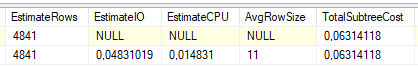 EstimateRows EstimateIO EstimateCPU AvgRowSize TotalSubtreeCost
4841 NULL NULL NULL 0,06314118
4841 0,04831019 0,014831 11 0,06314118